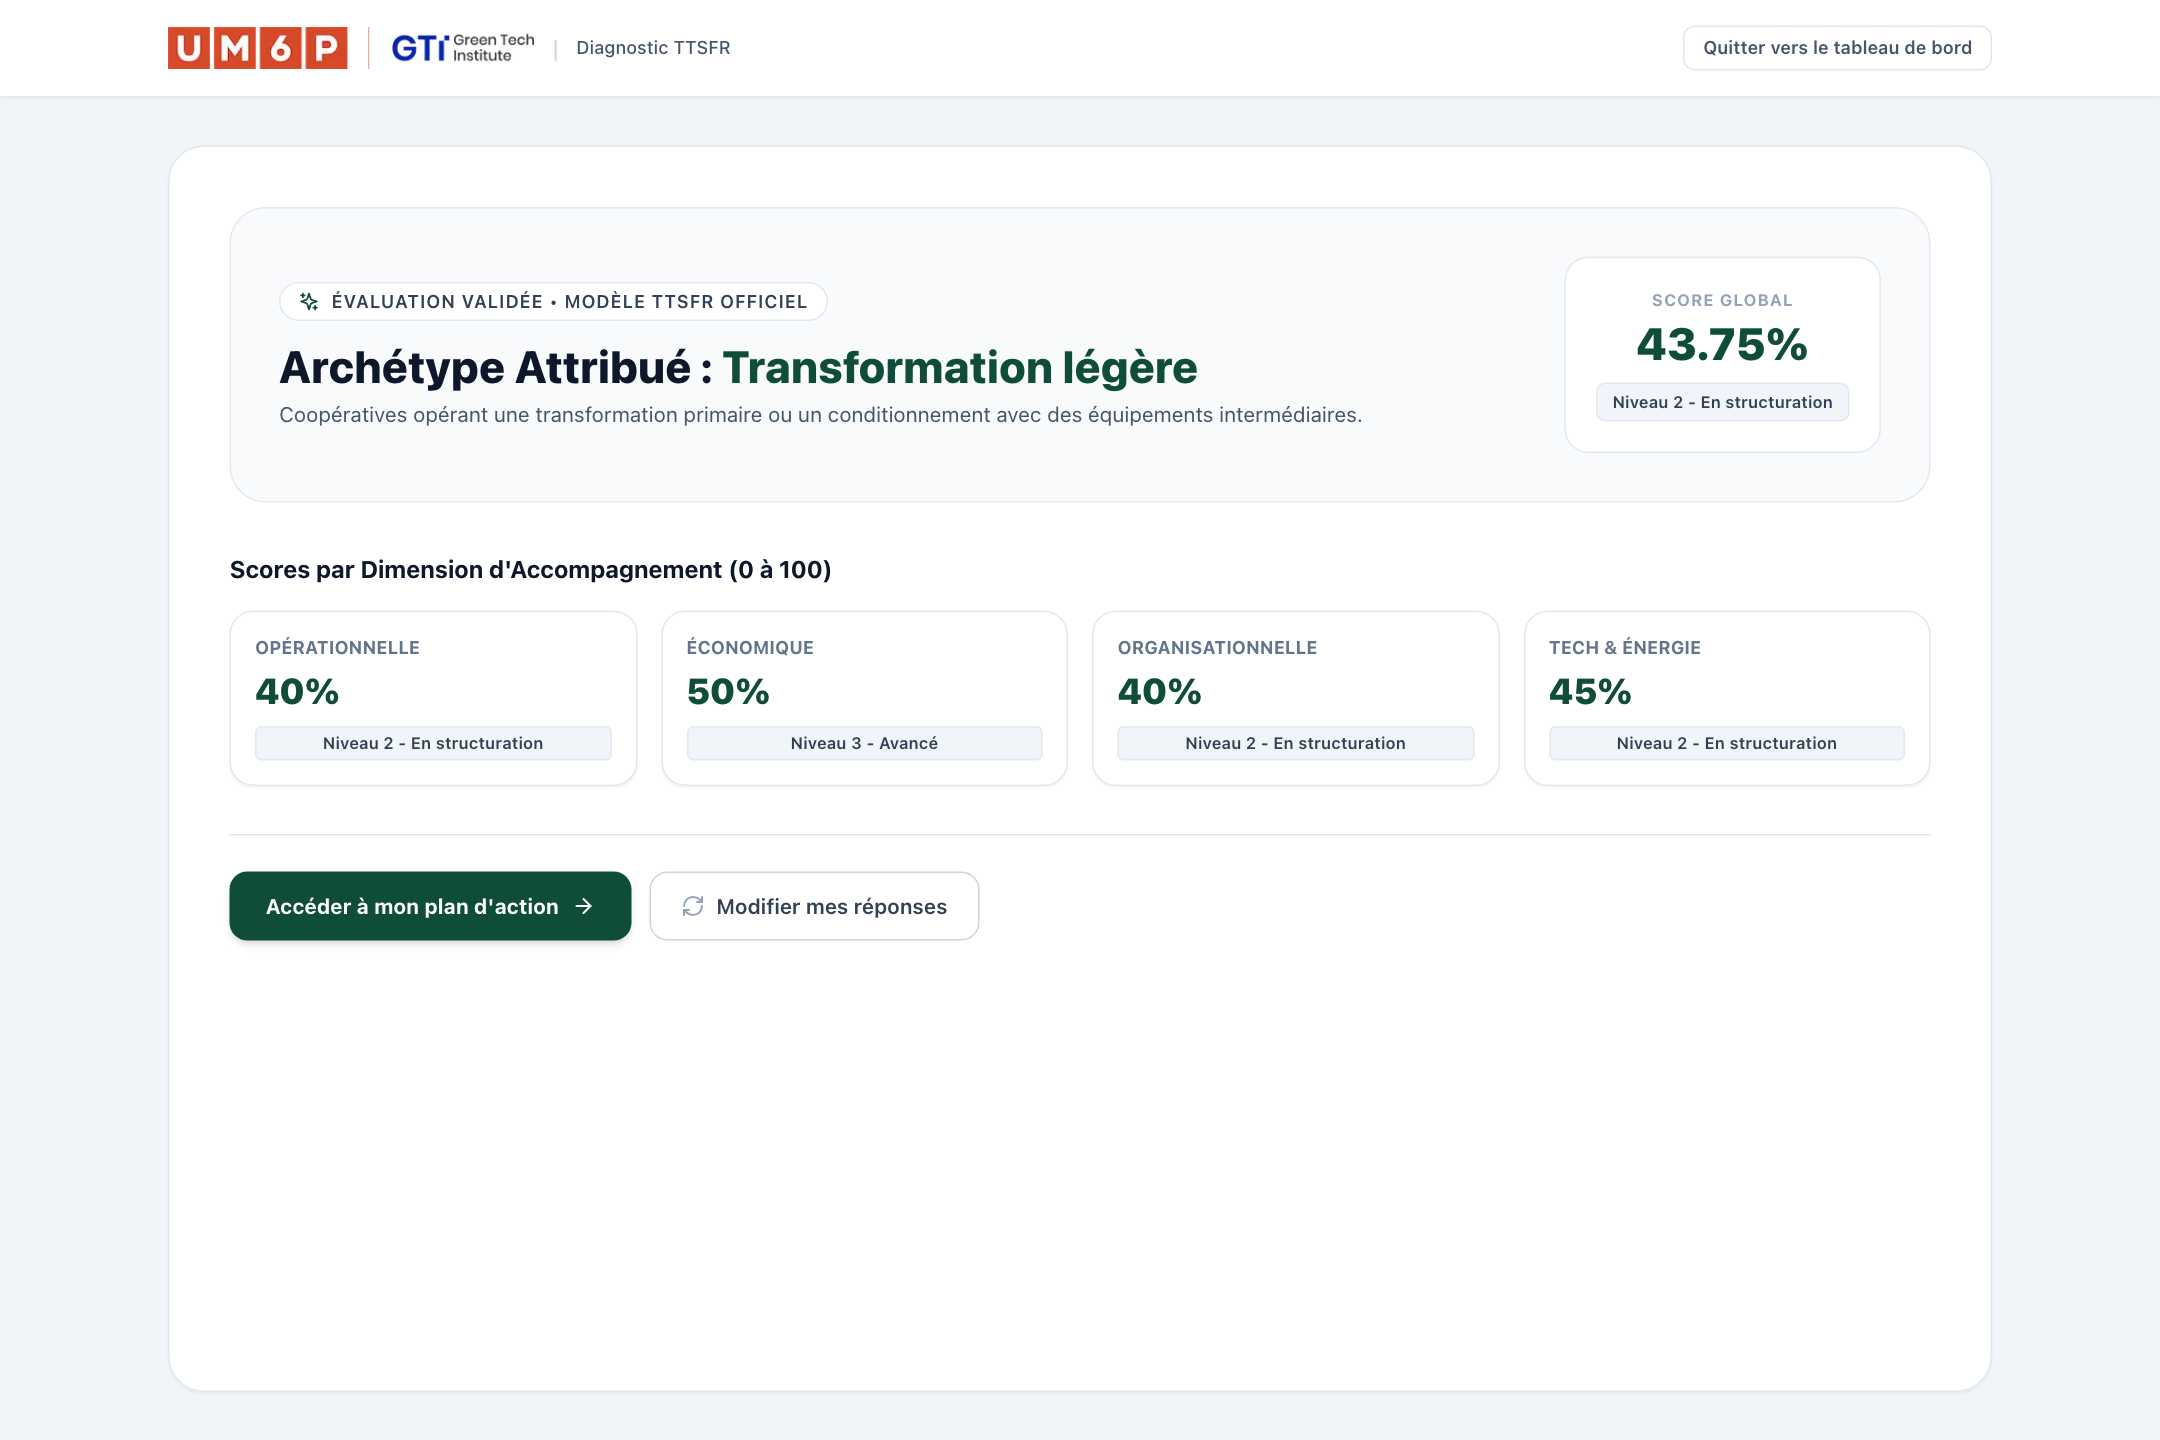 UM6P
GTi Green Tech Institute
| Diagnostic TTSFR
Quitter vers le tableau de bord
ÉVALUATION VALIDÉE • MODÈLE TTSFR OFFICIEL
Archétype Attribué : Transformation légère
Coopératives opérant une transformation primaire ou un conditionnement avec des équipements intermédiaires.
SCORE GLOBAL
43.75%
Niveau 2 - En structuration
Scores par Dimension d'Accompagnement (0 à 100)
OPÉRATIONNELLE
40%
Niveau 2 - En structuration
ÉCONOMIQUE
50%
Niveau 3 - Avancé
ORGANISATIONNELLE
40%
Niveau 2 - En structuration
TECH & ÉNERGIE
45%
Niveau 2 - En structuration
Accéder à mon plan d'action →
Modifier mes réponses